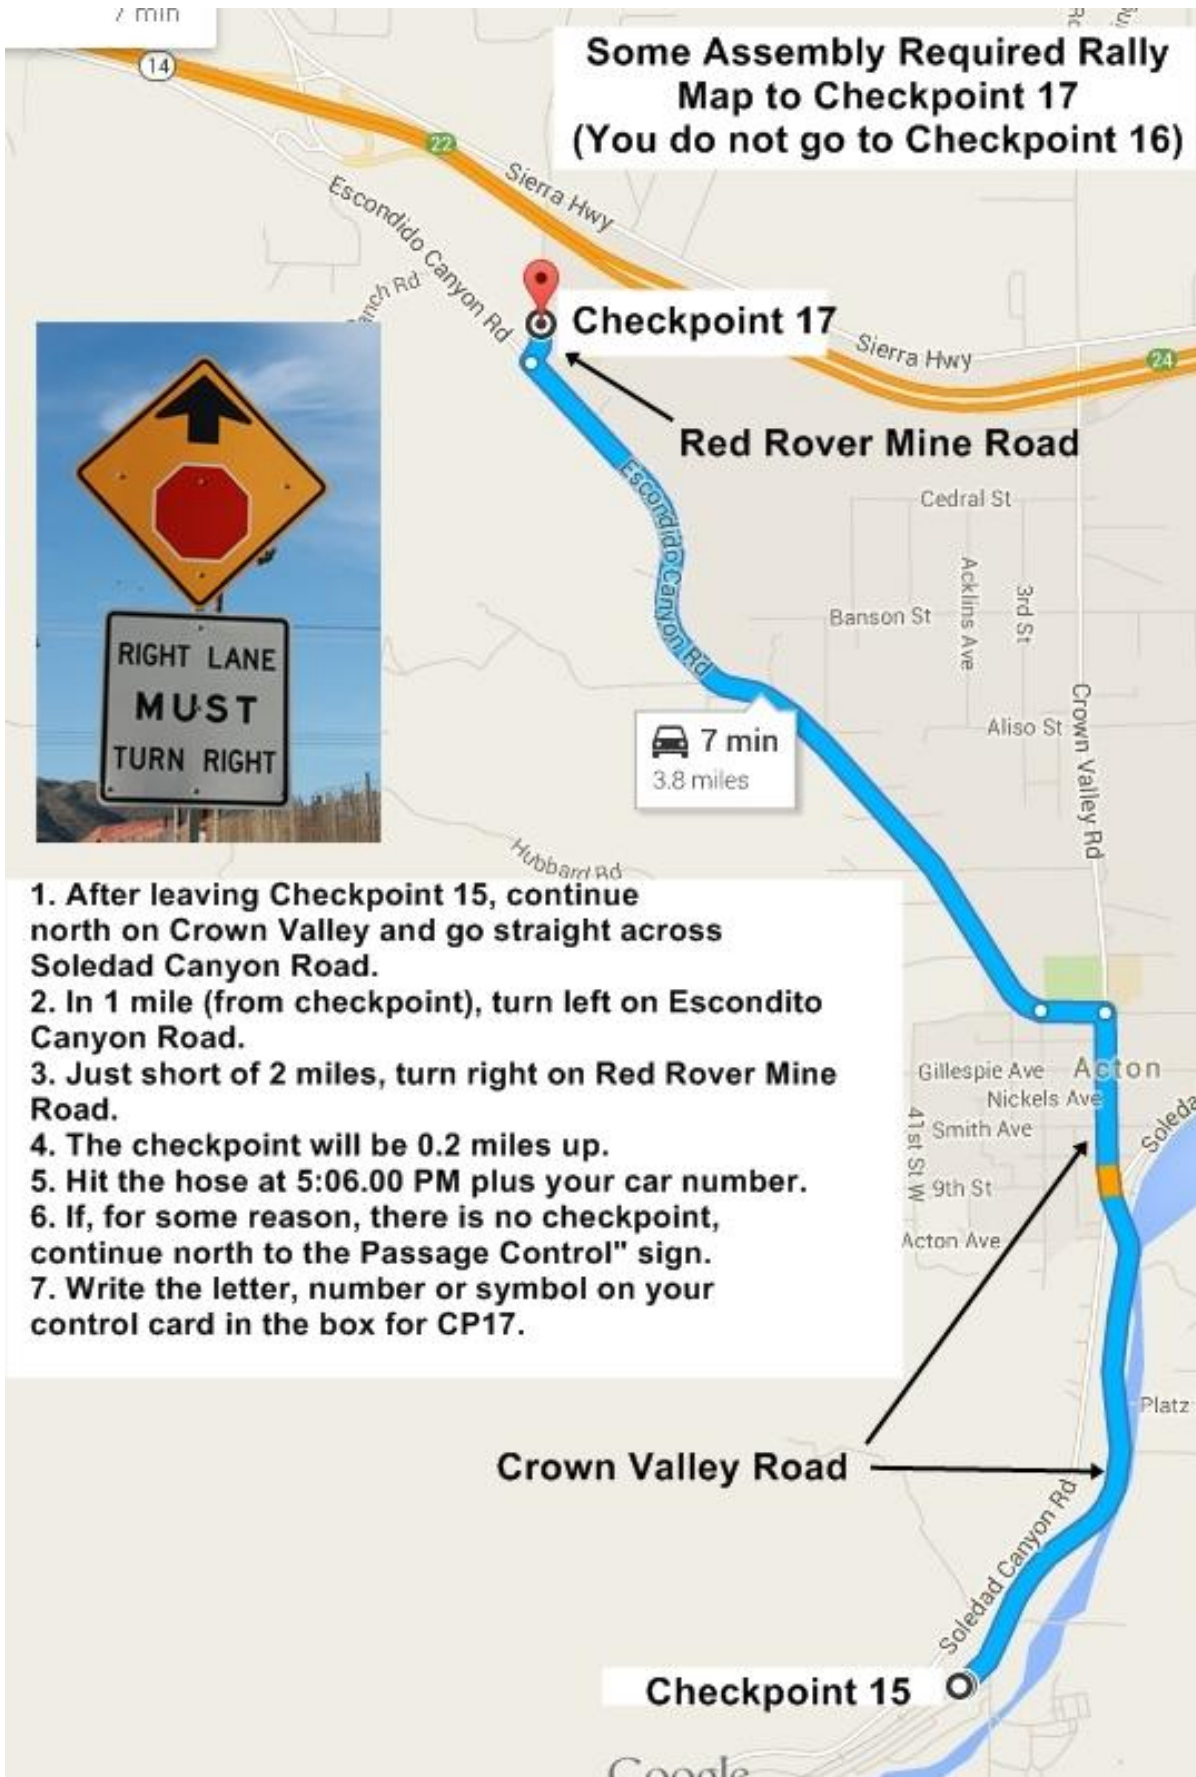 7 min
14
Some Assembly Required Rally
Map to Checkpoint 17
(You do not go to Checkpoint 16)
22
Sierra Hwy
Escondido Canyon Rd
anch Rd
Checkpoint 17
Sierra Hwy
24
Red Rover Mine Road
Escondido Canyon Rd
Cedral St
Acklins Ave
3rd St
Banson St
Aliso St
Crown Valley Rd
7 min
3.8 miles
RIGHT LANE
MUST
TURN RIGHT
Hubbard Rd
1. After leaving Checkpoint 15, continue
north on Crown Valley and go straight across
Soledad Canyon Road.
2. In 1 mile (from checkpoint), turn left on Escondito
Canyon Road.
3. Just short of 2 miles, turn right on Red Rover Mine
Road.
4. The checkpoint will be 0.2 miles up.
5. Hit the hose at 5:06.00 PM plus your car number.
6. If, for some reason, there is no checkpoint,
continue north to the Passage Control" sign.
7. Write the letter, number or symbol on your
control card in the box for CP17.
Gillespie Ave
Acton
Nickels Ave
41st St W
Smith Ave
Soleda
9th St
Acton Ave
Platz
Crown Valley Road
Soledad Canyon Rd
Checkpoint 15
Google